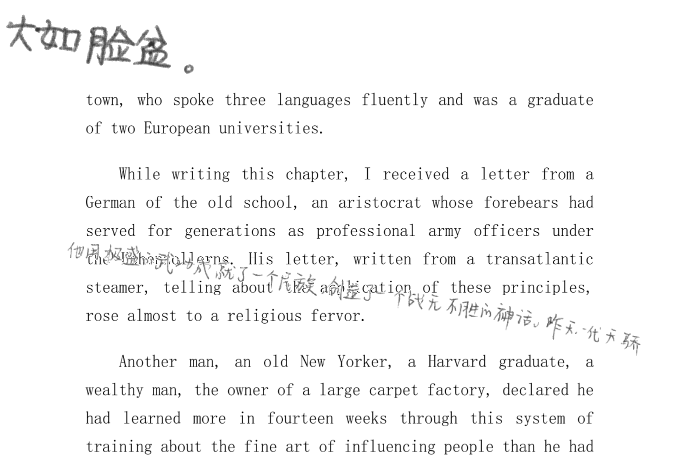 大如脸盆。
town, who spoke three languages fluently and was a graduate
of two European universities.
While writing this chapter, I received a letter from a
German of the old school, an aristocrat whose forebears had
served for generations as professional army officers under
the Hohenzollerns. His letter, written from a transatlantic
他用极盛的武功成就了一个民族 创造了一个战无不胜的神话。昨天,一代天骄
steamer, telling about the application of these principles,
rose almost to a religious fervor.
Another man, an old New Yorker, a Harvard graduate, a
wealthy man, the owner of a large carpet factory, declared he
had learned more in fourteen weeks through this system of
training about the fine art of influencing people than he had